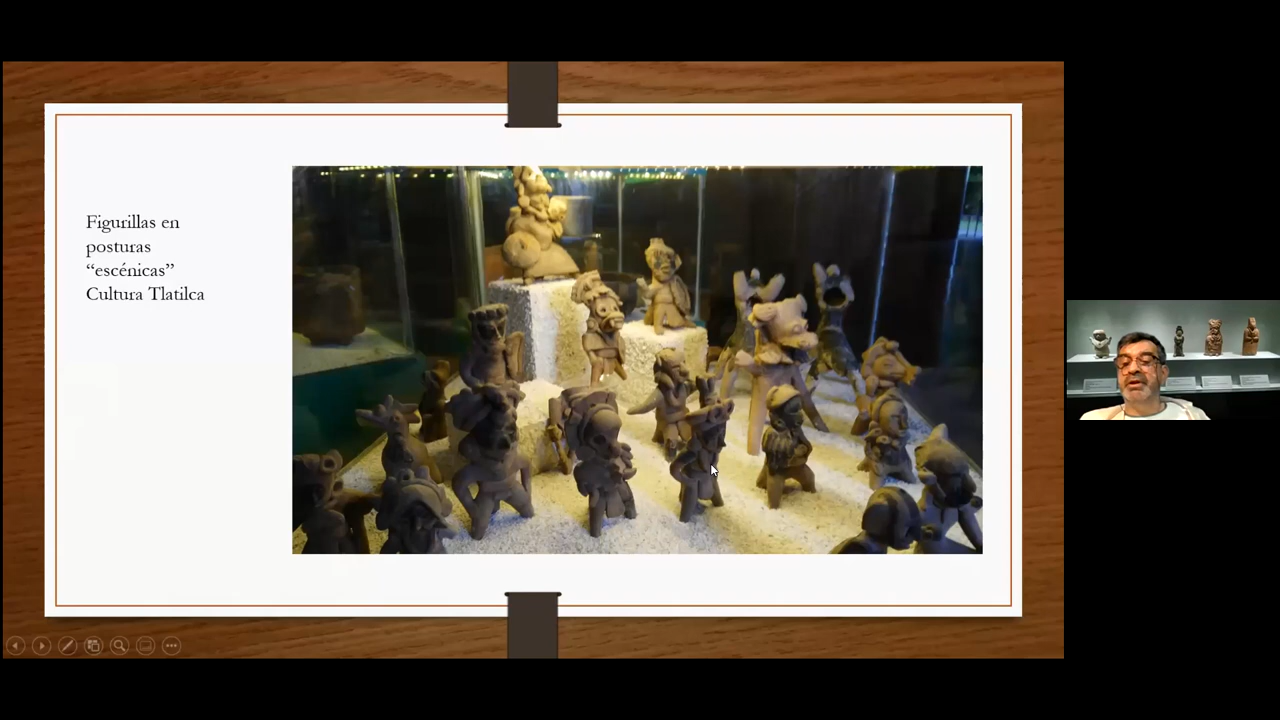 Figurillas en
posturas
“escénicas”
Cultura Tlatilca